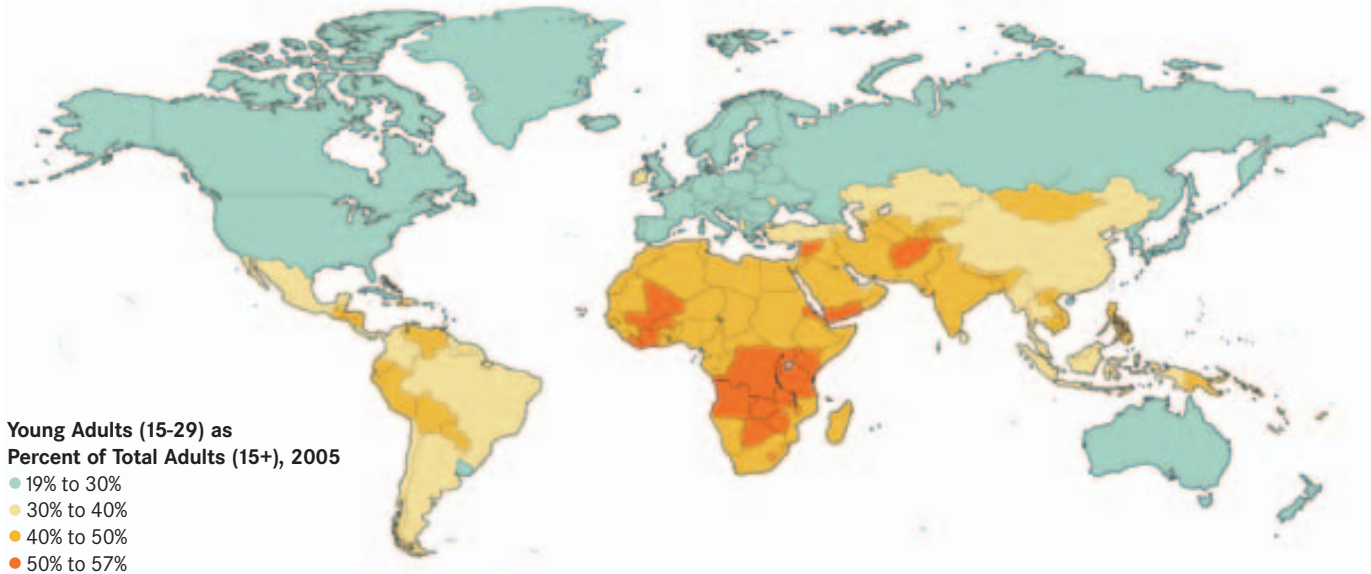 Young Adults (15-29) as
Percent of Total Adults (15+), 2005
19% to 30%
30% to 40%
40% to 50%
50% to 57%